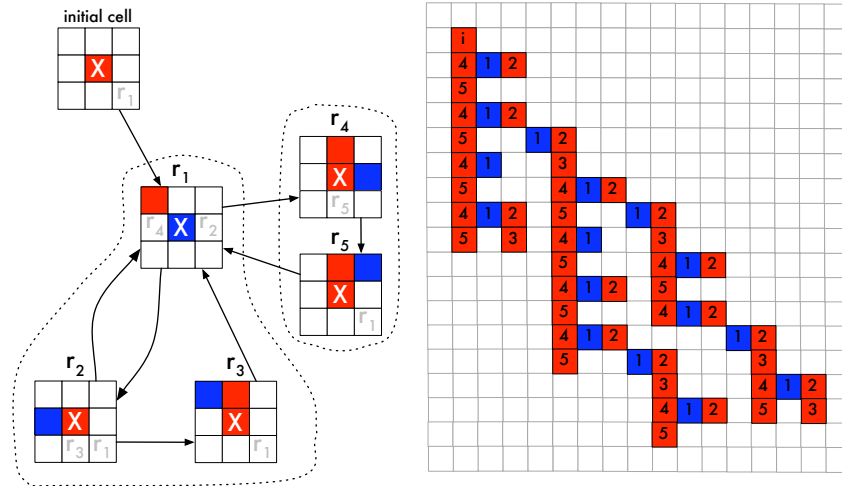 initial cell
X
r₁
r₄
r₁
X
r₅
r₄ X r₂
r₅
X
r₁
r₂
r₃
X
X
r₃ r₁
r₁
i
4 1 2
5
4 1 2
5 1 2
4 1 3
5 4 1 2
4 1 2 5 1 2
5 3 4 1 3
5 4 1 2
4 1 2 5
5 4 1 2
4 1 2 1 2
5 1 2 3
3 4 1 2
4 1 2 5 3
5